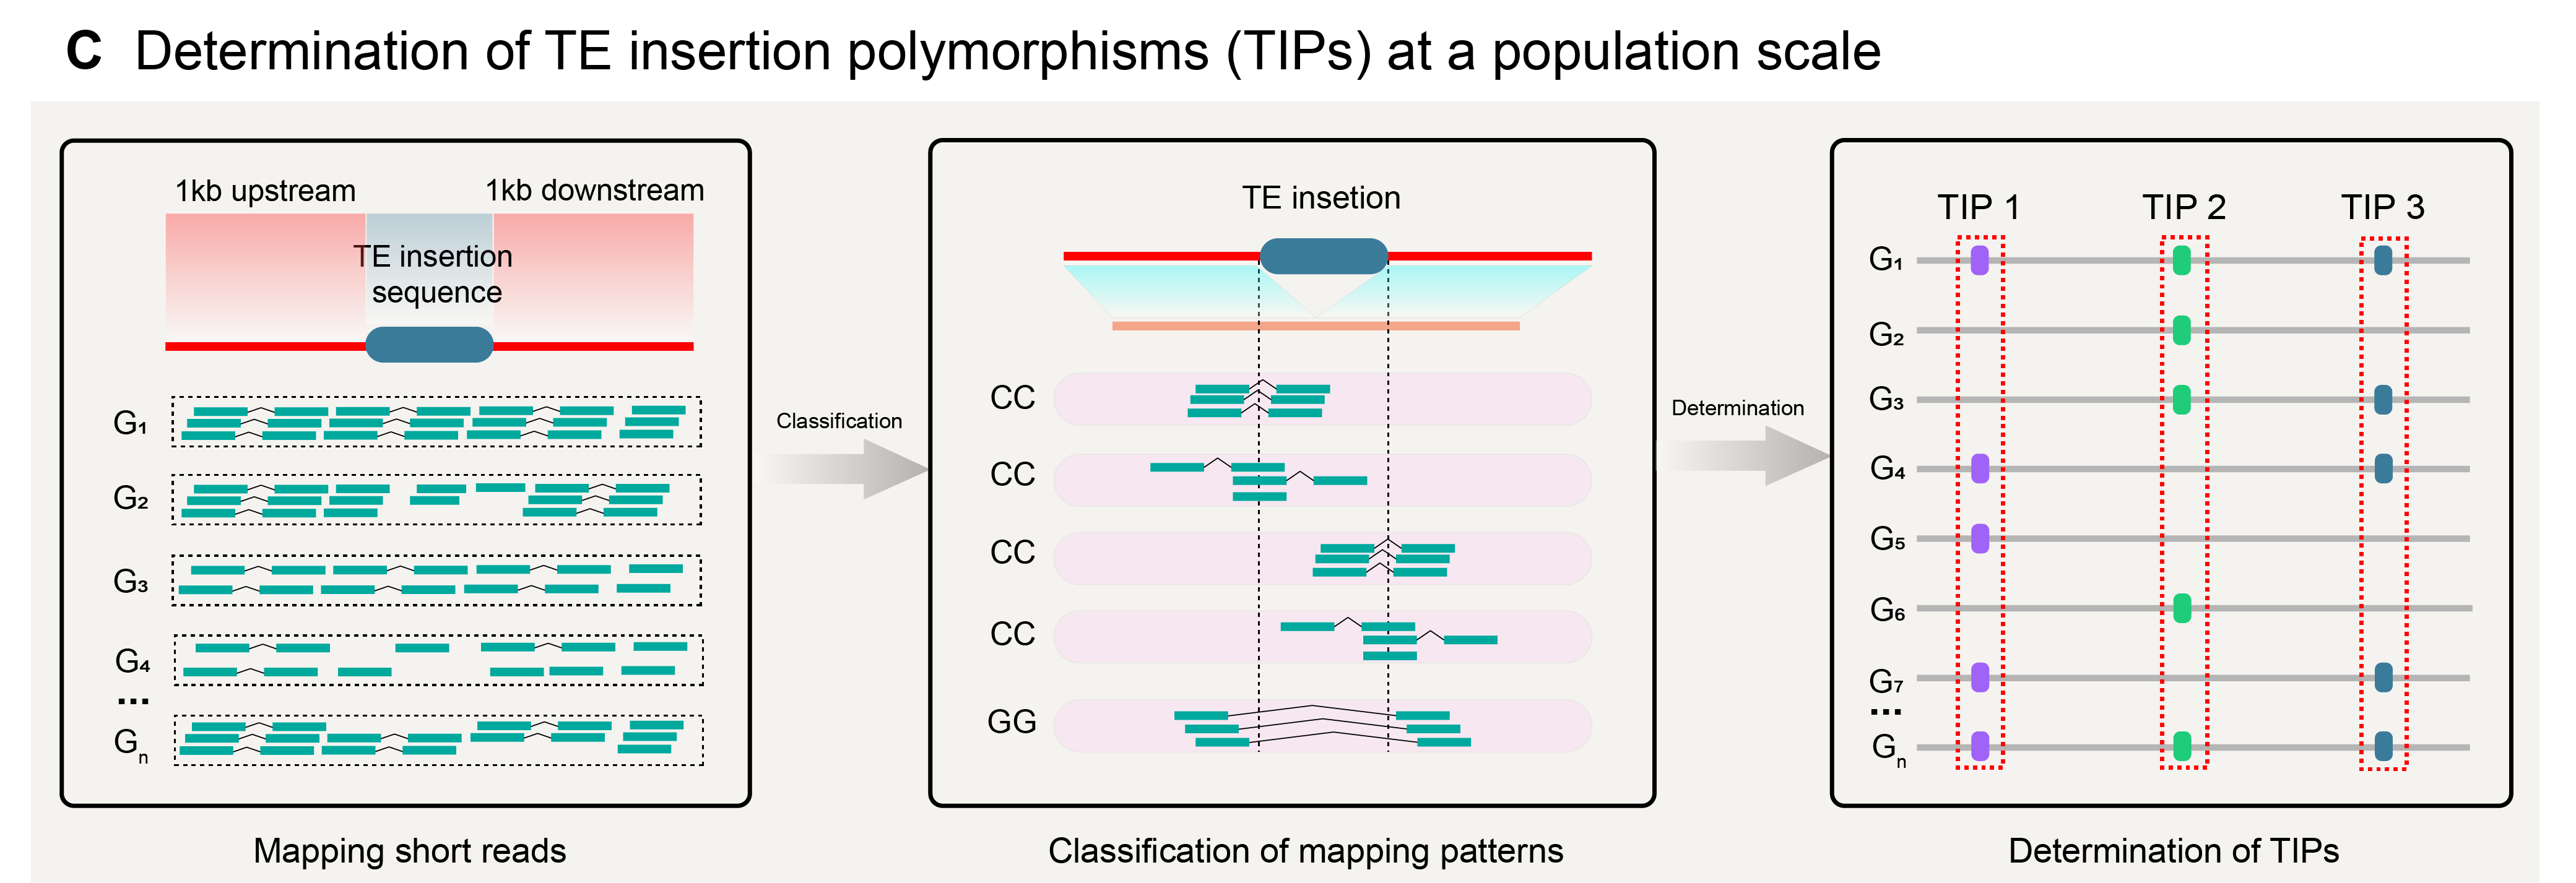 C Determination of TE insertion polymorphisms (TIPs) at a population scale
1kb upstream
1kb downstream
TE insertion
sequence
G₁
G₂
G₃
G₄
...
Gₙ
Mapping short reads
Classification
TE insetion
CC
CC
CC
CC
GG
Classification of mapping patterns
Determination
TIP 1
TIP 2
TIP 3
G₁
G₂
G₃
G₄
G₅
G₆
G₇
...
Gₙ
Determination of TIPs